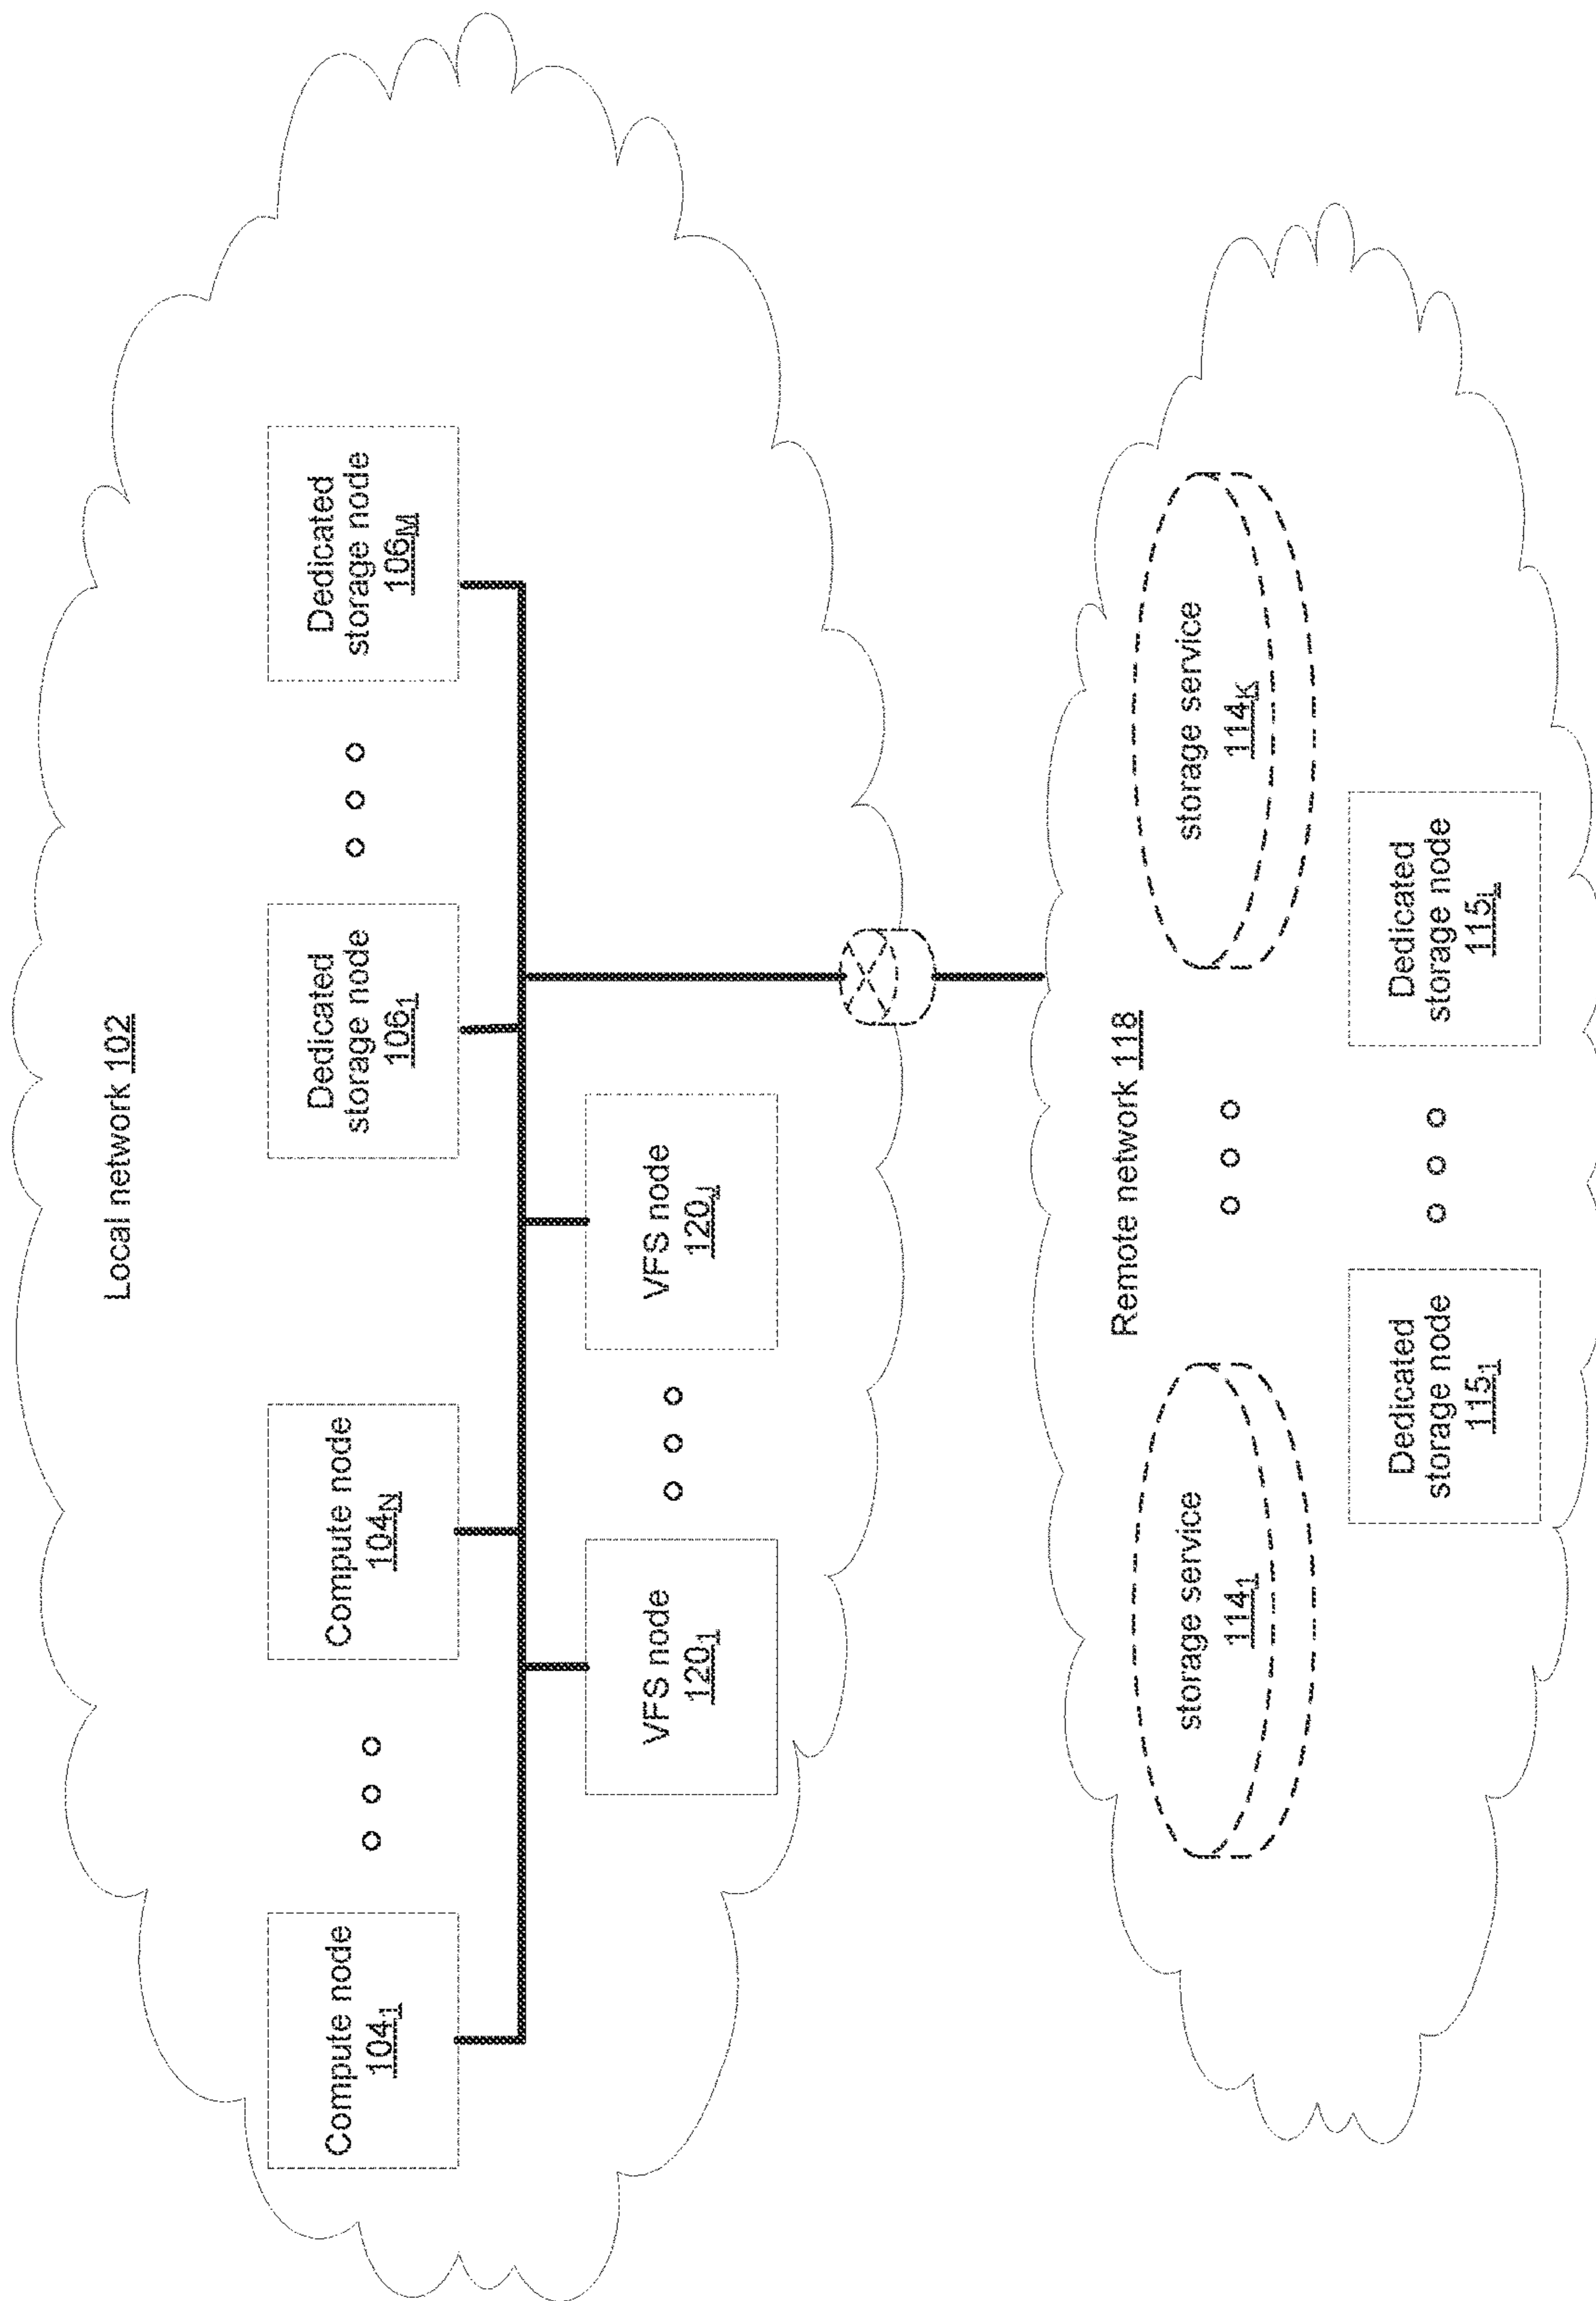 Local network 102
Compute node
104₁
Compute node
104N
Dedicated
storage node
106₁
Dedicated
storage node
106M
VFS node
120₁
VFS node
120J
Remote network 118
storage service
114₁
storage service
114K
Dedicated
storage node
115₁
Dedicated
storage node
115L